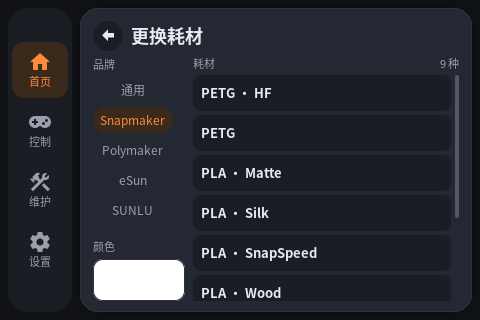 首页
控制
维护
设置
更换耗材
品牌
通用
Snapmaker
Polymaker
eSun
SUNLU
颜色
耗材
9 种
PETG • HF
PETG
PLA • Matte
PLA • Silk
PLA • SnapSpeed
PLA • Wood